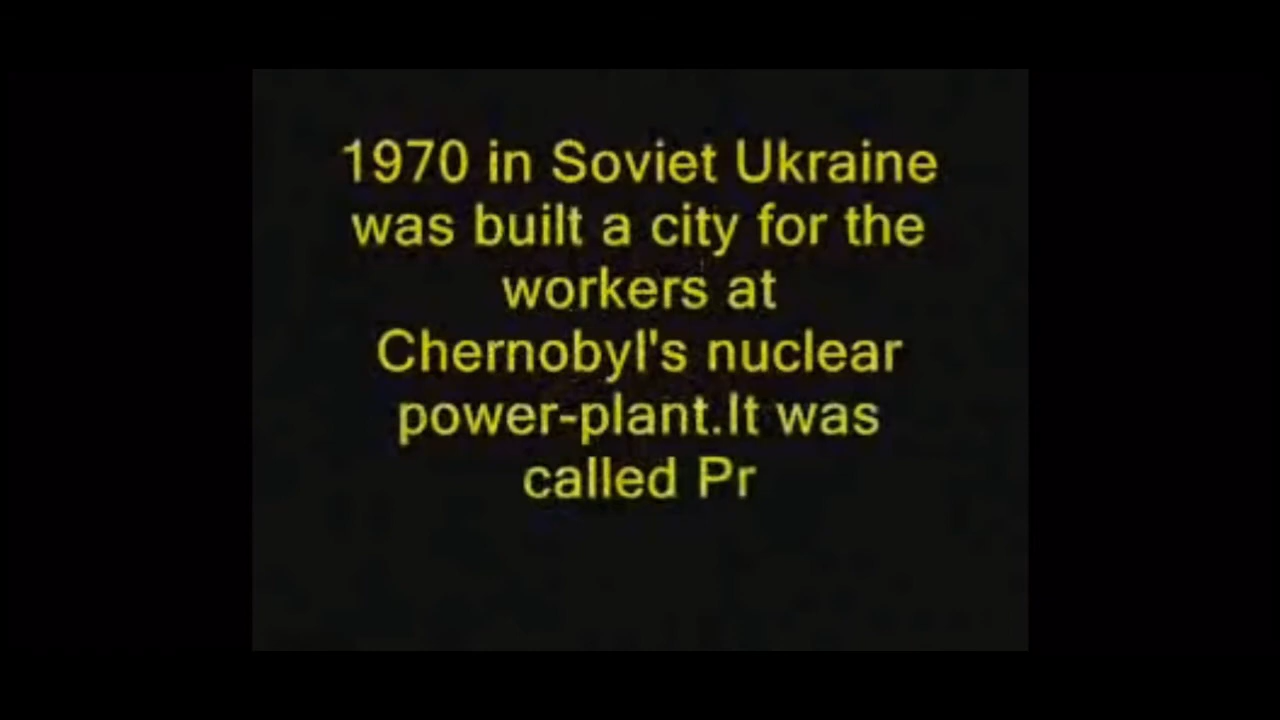 1970 in Soviet Ukraine
was built a city for the
workers at
Chernobyl's nuclear
power-plant.It was
called Pr